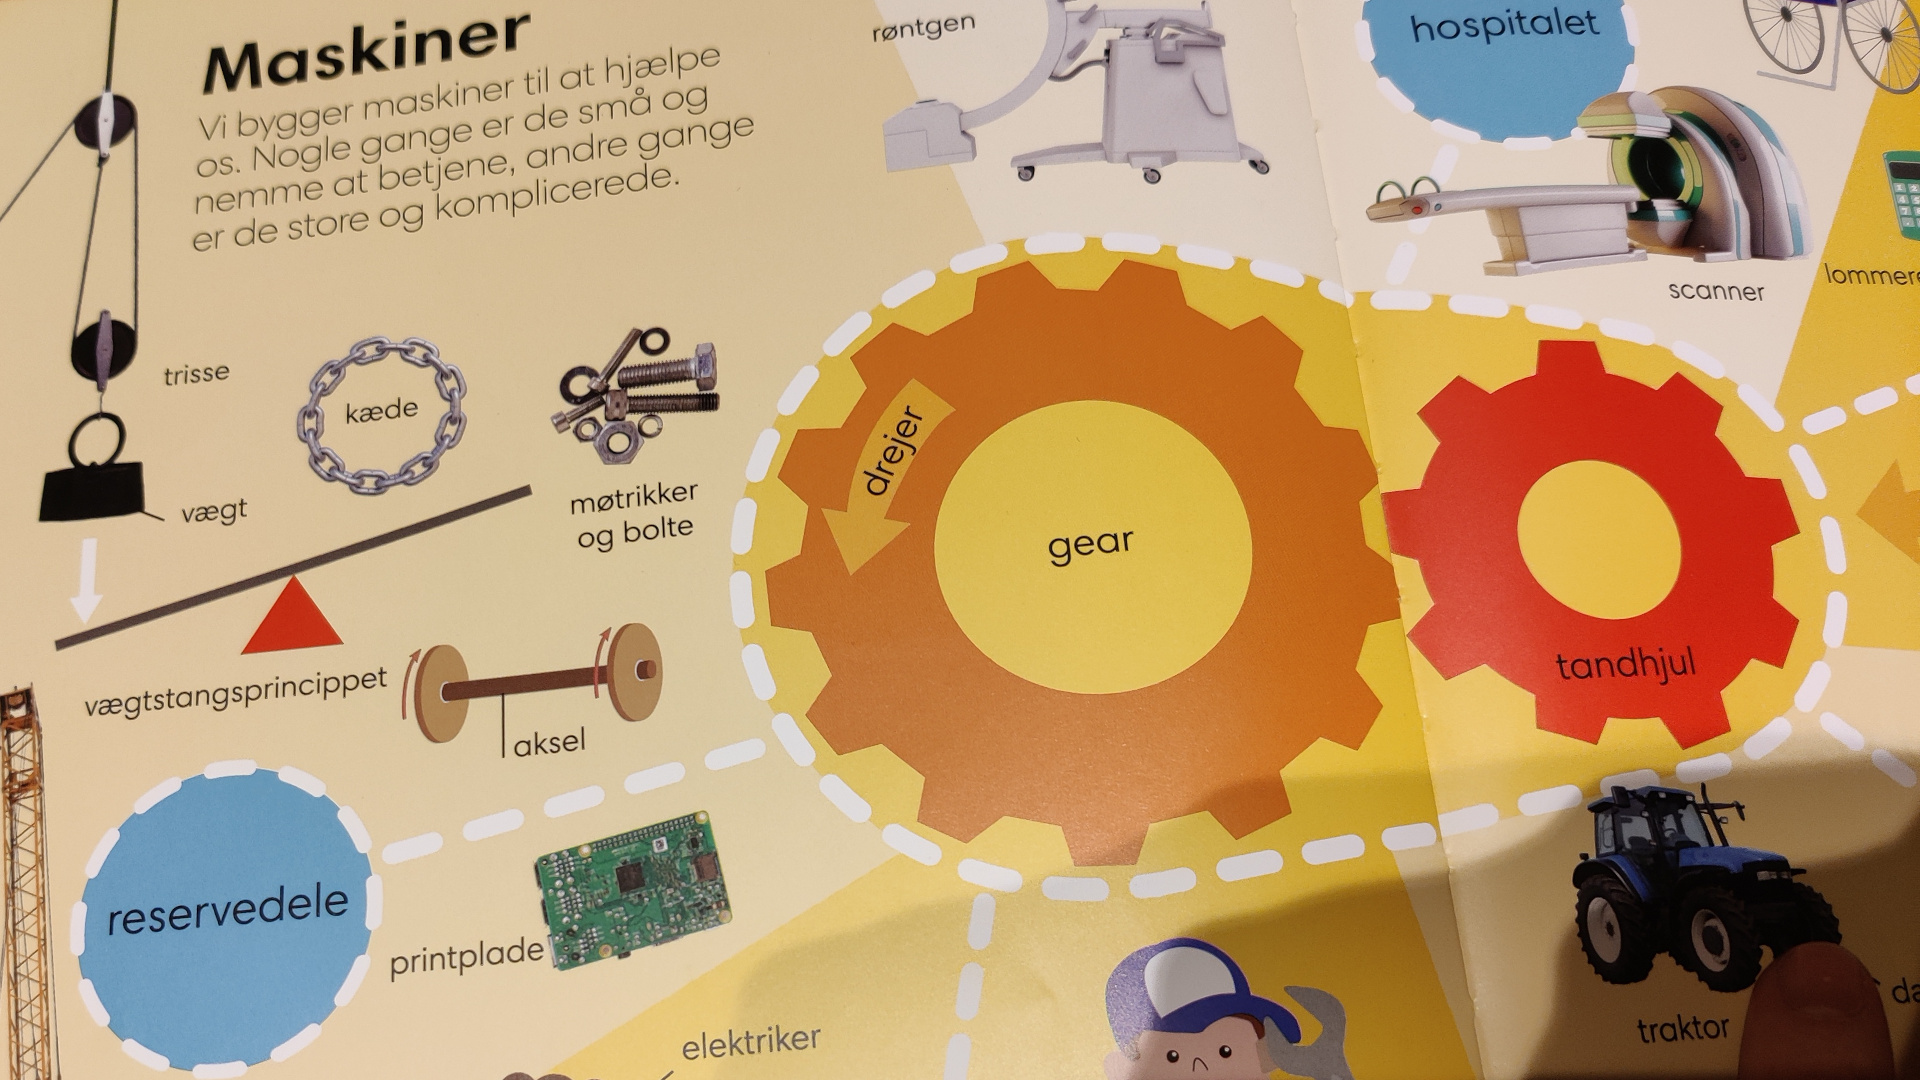 Maskiner
Vi bygger maskiner til at hjælpe
os. Nogle gange er de små og
nemme at betjene, andre gange
er de store og komplicerede.
røntgen
hospitalet
scanner
trisse
kæde
vægt
møtrikker
og bolte
drejer
gear
tandhjul
vægtstangsprincippet
aksel
reservedele
printplade
traktor
elektriker